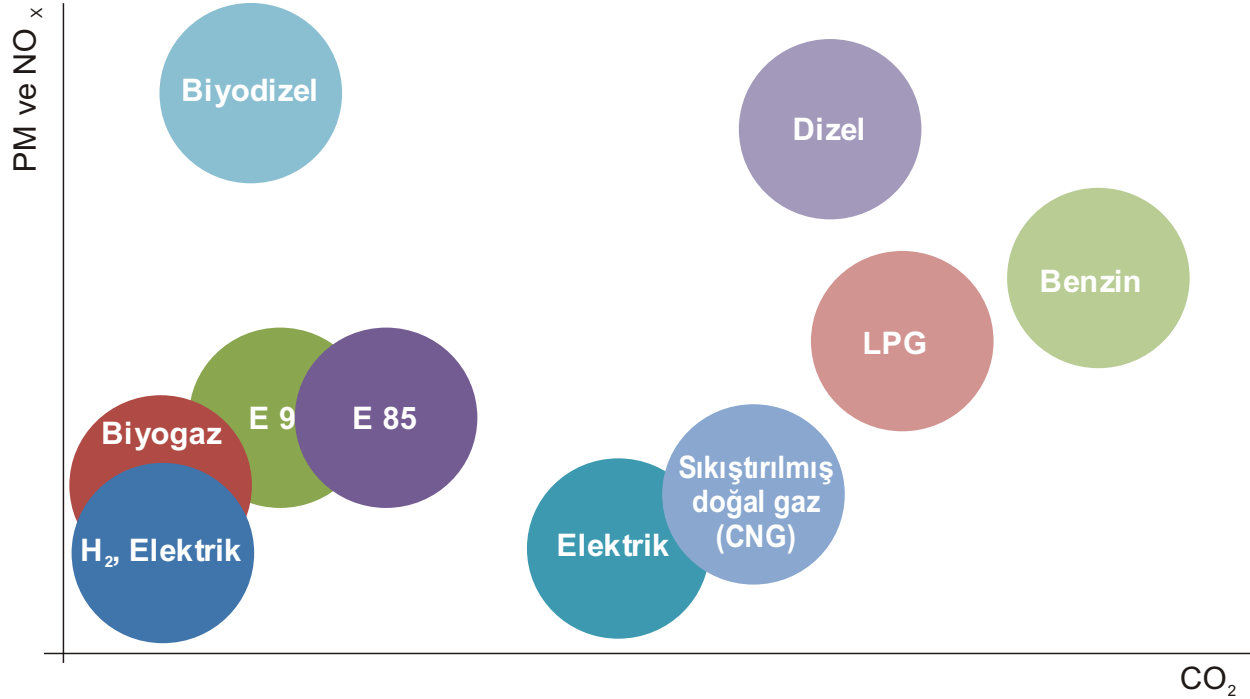 PM ve NOx
Biyodizel
Dizel
Benzin
LPG
E 9
E 85
Biyogaz
Sıkıştırılmış
doğal gaz
(CNG)
Elektrik
H2, Elektrik
CO2